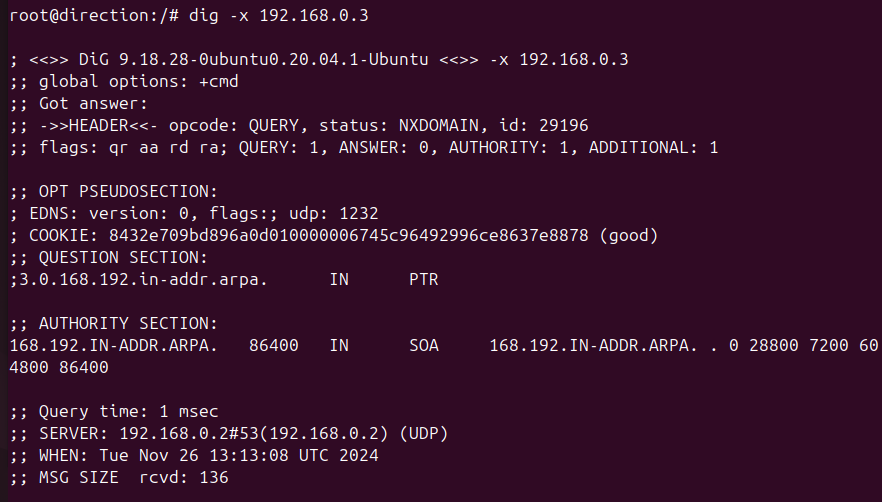 root@direction:/# dig -x 192.168.0.3
; <<>> DiG 9.18.28-0ubuntu0.20.04.1-Ubuntu <<>> -x 192.168.0.3
;; global options: +cmd
;; Got answer:
;; ->>HEADER<<- opcode: QUERY, status: NXDOMAIN, id: 29196
;; flags: qr aa rd ra; QUERY: 1, ANSWER: 0, AUTHORITY: 1, ADDITIONAL: 1
;; OPT PSEUDOSECTION:
; EDNS: version: 0, flags:; udp: 1232
; COOKIE: 8432e709bd896a0d010000006745c96492996ce8637e8878 (good)
;; QUESTION SECTION:
;3.0.168.192.in-addr.arpa. IN PTR
;; AUTHORITY SECTION:
168.192.IN-ADDR.ARPA. 86400 IN SOA 168.192.IN-ADDR.ARPA. . 0 28800 7200 60
4800 86400
;; Query time: 1 msec
;; SERVER: 192.168.0.2#53(192.168.0.2) (UDP)
;; WHEN: Tue Nov 26 13:13:08 UTC 2024
;; MSG SIZE rcvd: 136